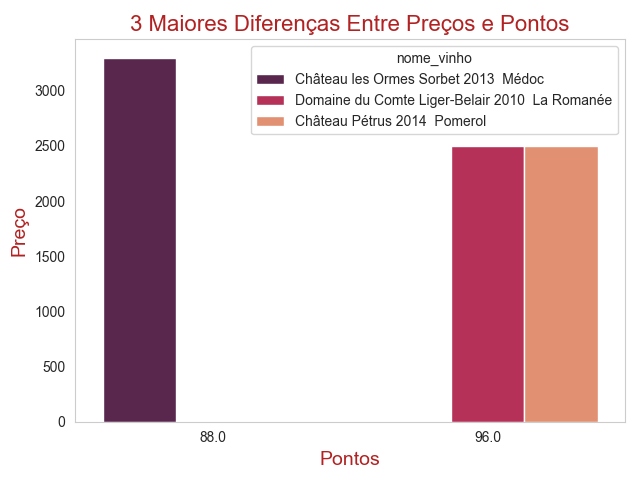 3 Maiores Diferenças Entre Preços e Pontos
nome_vinho
Château les Ormes Sorbet 2013  Médoc
Domaine du Comte Liger-Belair 2010  La Romanée
Château Pétrus 2014  Pomerol
Preço
3000
2500
2000
1500
1000
500
0
88.0
96.0
Pontos